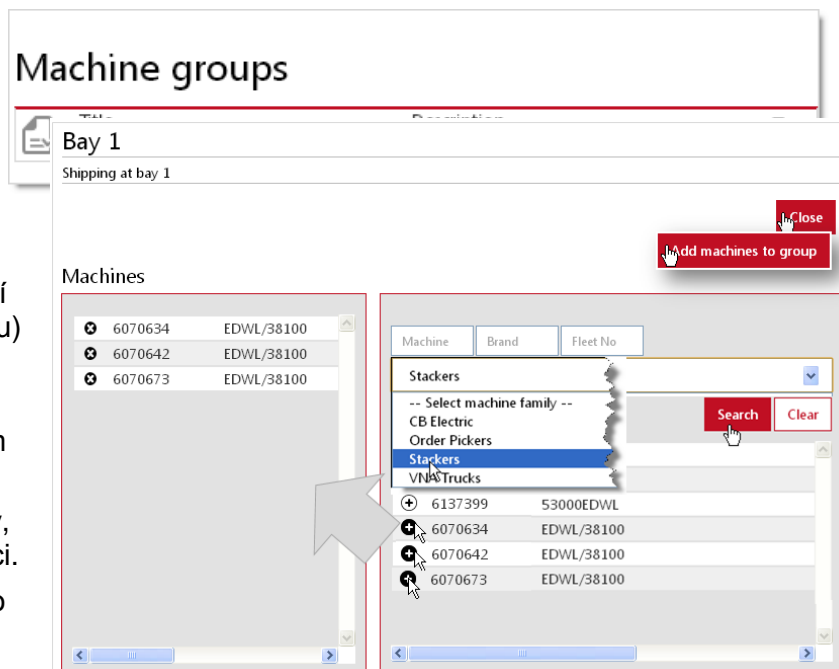 Machine groups
Title Description
Bay 1
Shipping at bay 1
Close
Add machines to group
Machines
í
u)
n
,
ci.
o
6070634 EDWL/38100
6070642 EDWL/38100
6070673 EDWL/38100
Machine Brand Fleet No
Stackers
-- Select machine family --
CB Electric
Order Pickers
Stackers
VNA Trucks
Search Clear
6137399 53000EDWL
6070634 EDWL/38100
6070642 EDWL/38100
6070673 EDWL/38100